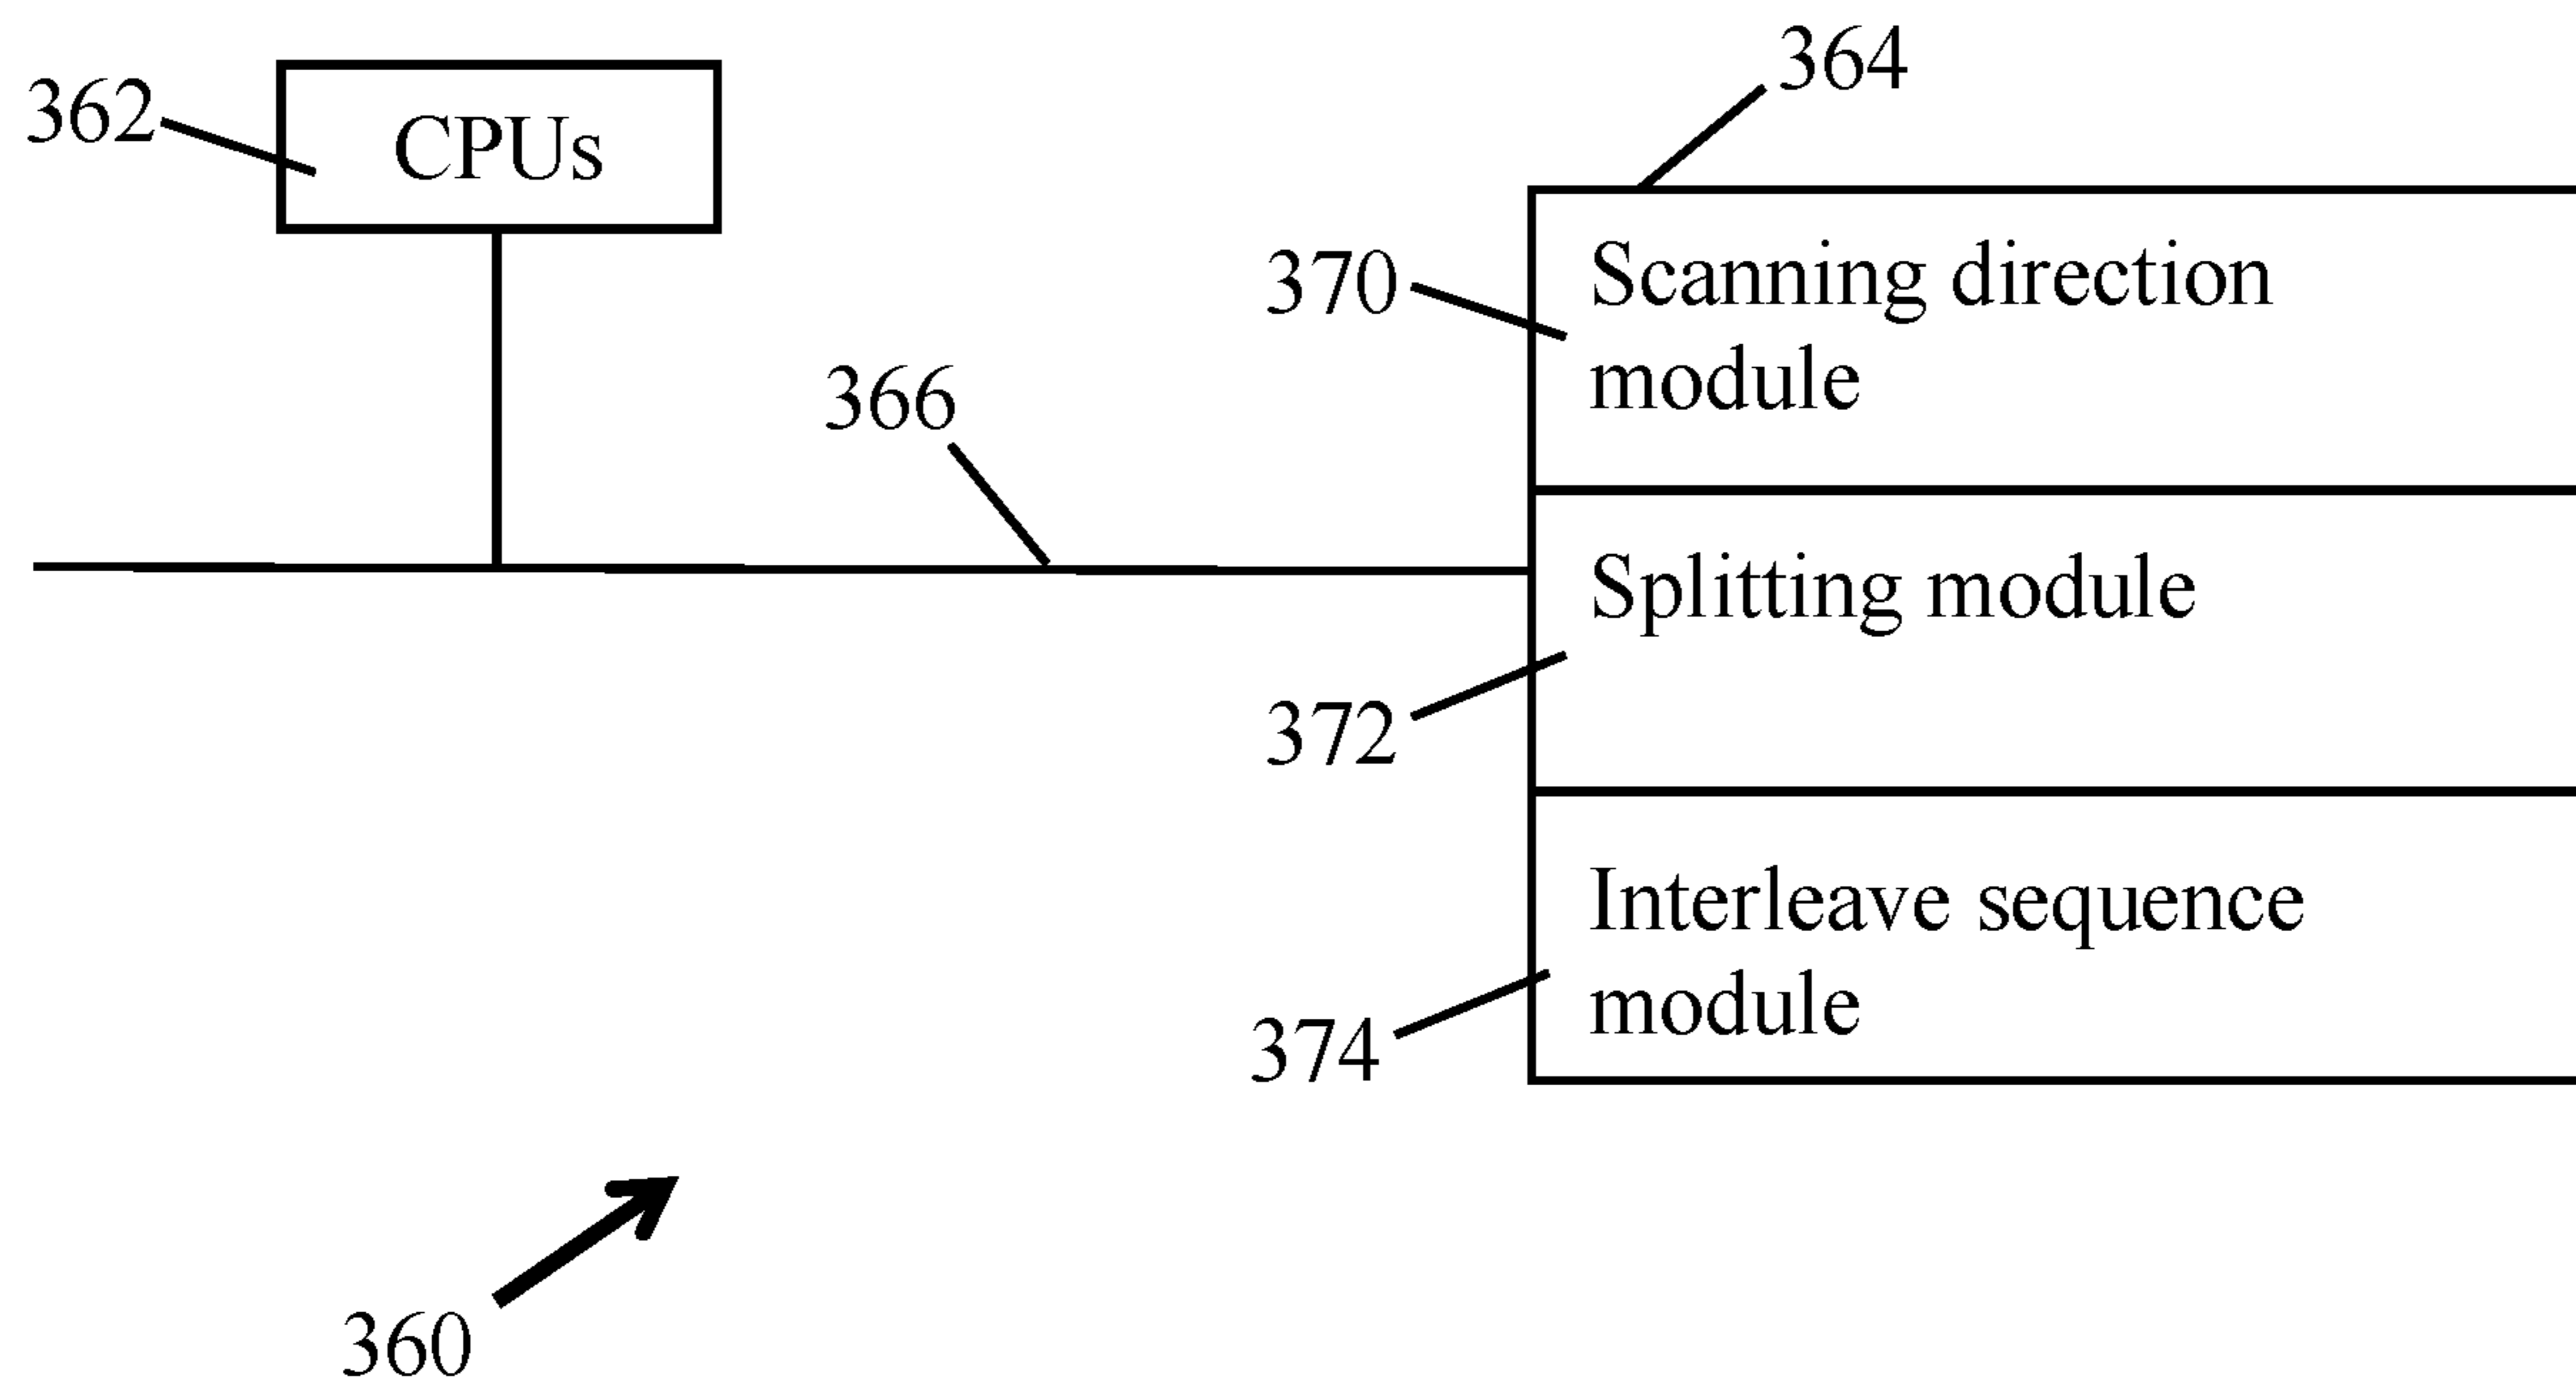 364
362
CPUs
370
Scanning direction
module
366
Splitting module
372
Interleave sequence
module
374
360